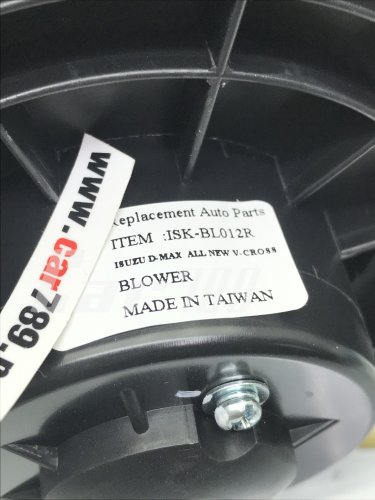 Replacement Auto Parts
ITEM :ISK-BL012R
ISUZU D-MAX ALL NEW V-CROSS
BLOWER
MADE IN TAIWAN
www.car789.